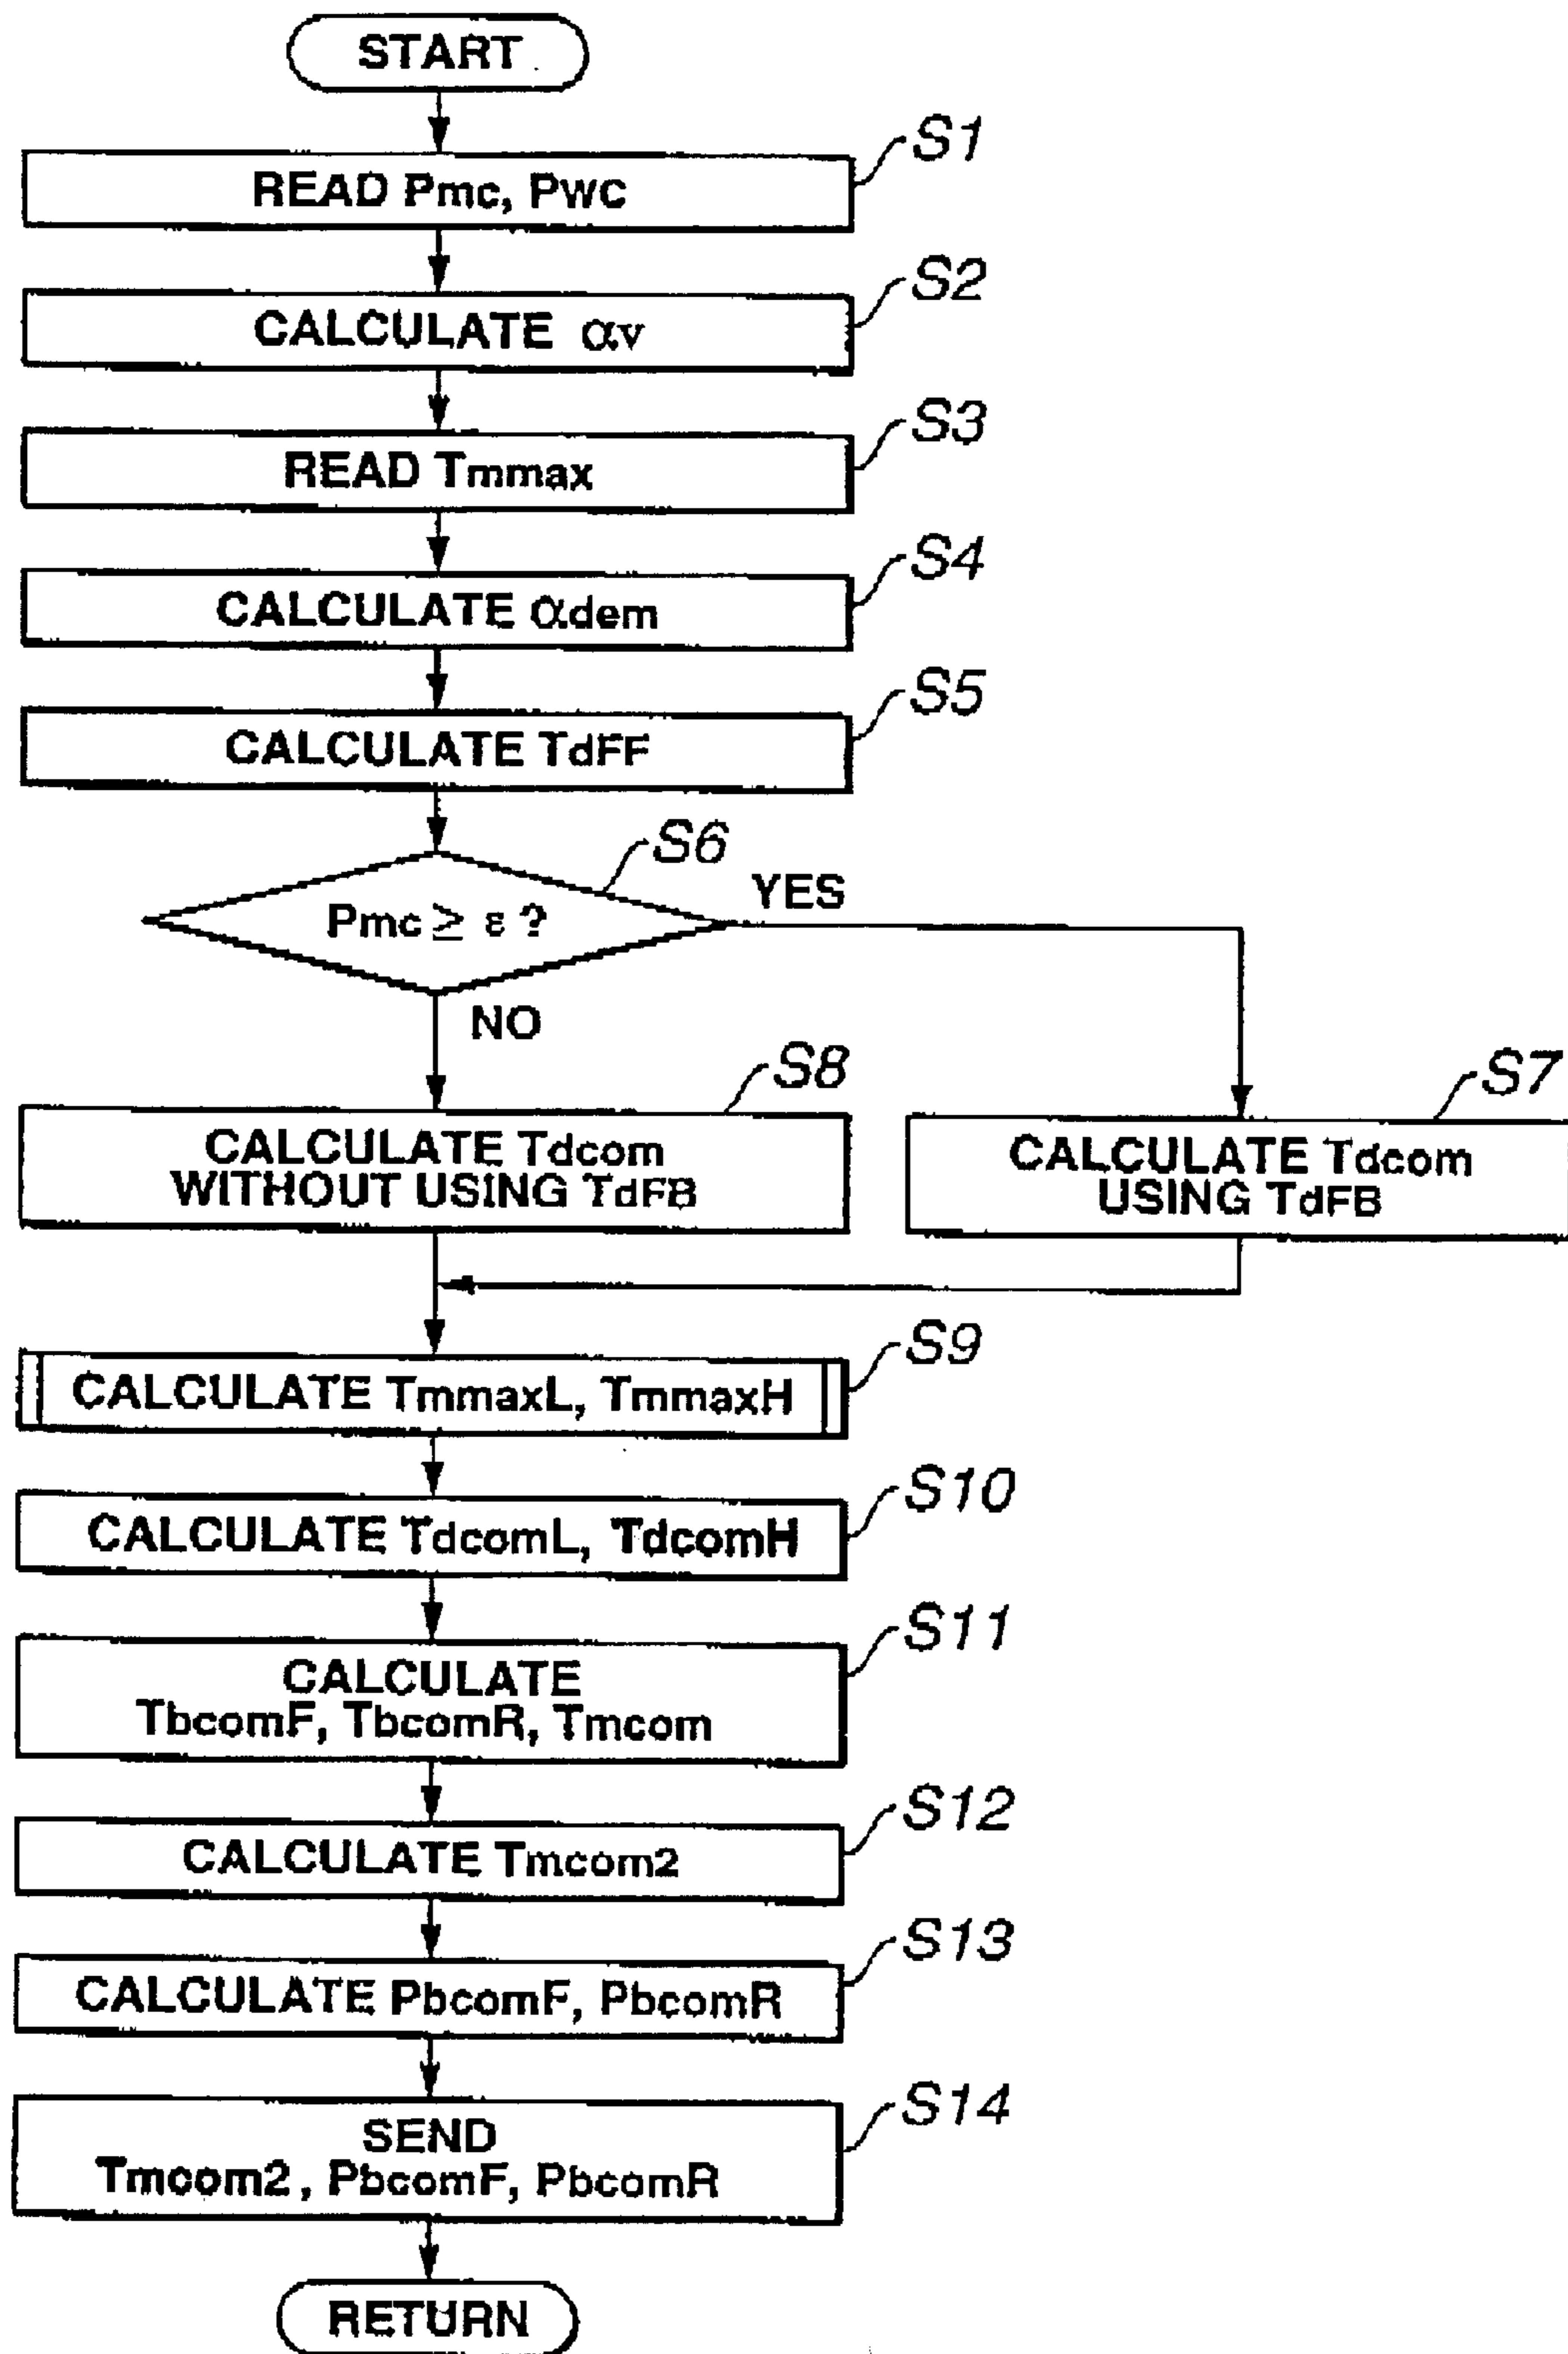 START
S1
READ Pmc, Pwc
S2
CALCULATE αv
S3
READ Tmmax
S4
CALCULATE αdem
S5
CALCULATE TdFF
S6
Pmc ≥ ε ?
YES
NO
S8
CALCULATE Tdcom
WITHOUT USING TdFB
S7
CALCULATE Tdcom
USING TdFB
S9
CALCULATE TmmaxL, TmmaxH
S10
CALCULATE TdcomL, TdcomH
S11
CALCULATE
TbcomF, TbcomR, Tmcom
S12
CALCULATE Tmcom2
S13
CALCULATE PbcomF, PbcomR
S14
SEND
Tmcom2, PbcomF, PbcomR
RETURN